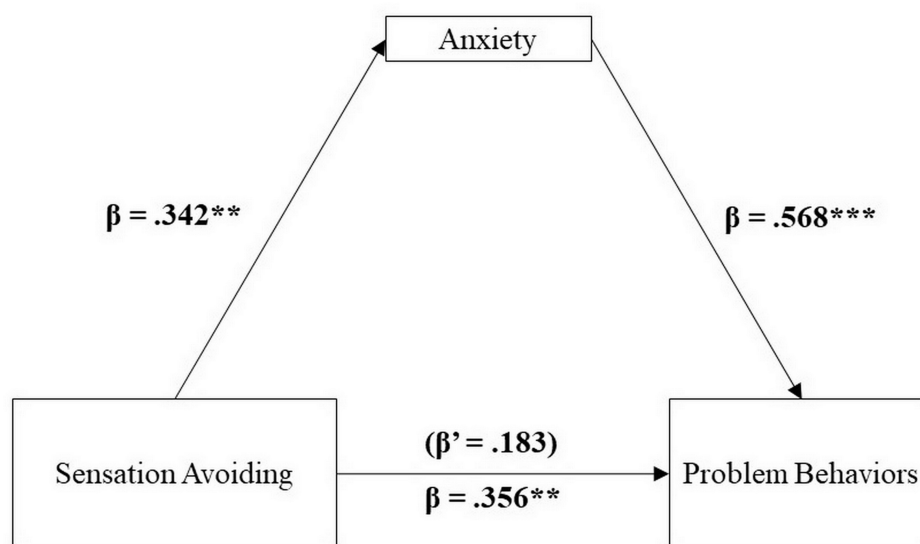 Anxiety
β = .342**
β = .568***
(β’ = .183)
Sensation Avoiding
Problem Behaviors
β = .356**